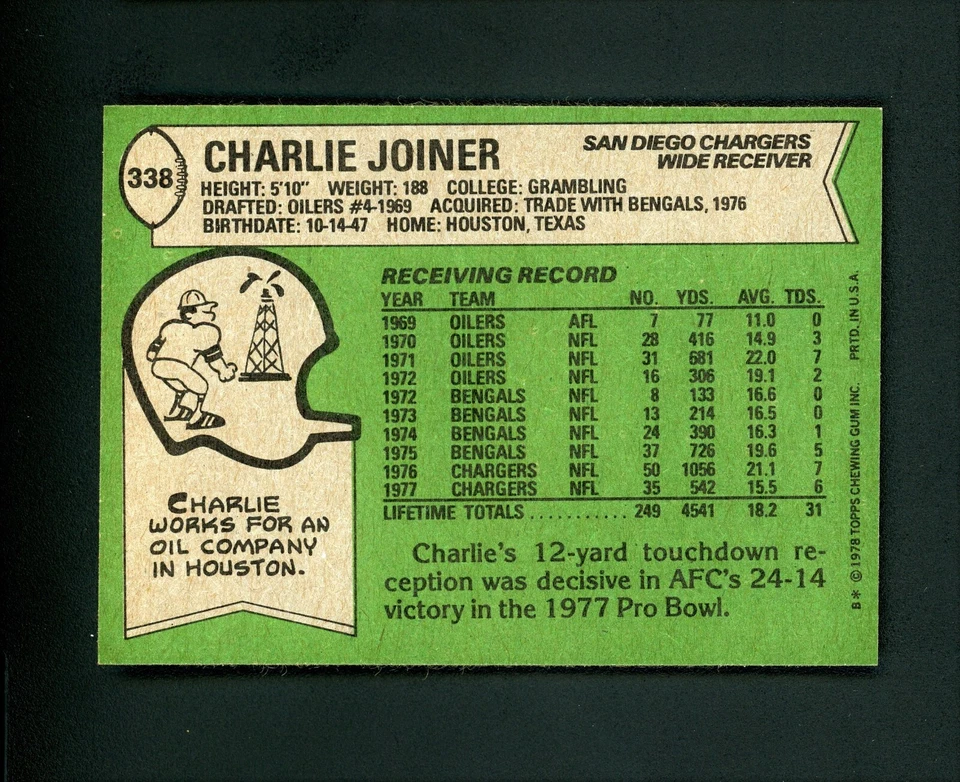 338
CHARLIE JOINER
SAN DIEGO CHARGERS
WIDE RECEIVER
HEIGHT: 5'10" WEIGHT: 188 COLLEGE: GRAMBLING
DRAFTED: OILERS #4-1969 ACQUIRED: TRADE WITH BENGALS, 1976
BIRTHDATE: 10-14-47 HOME: HOUSTON, TEXAS
RECEIVING RECORD
YEAR TEAM NO. YDS. AVG. TDS.
1969 OILERS AFL 7 77 11.0 0
1970 OILERS NFL 28 416 14.9 3
1971 OILERS NFL 31 681 22.0 7
1972 OILERS NFL 16 306 19.1 2
1972 BENGALS NFL 8 133 16.6 0
1973 BENGALS NFL 13 214 16.5 0
1974 BENGALS NFL 24 390 16.3 1
1975 BENGALS NFL 37 726 19.6 5
1976 CHARGERS NFL 50 1056 21.1 7
1977 CHARGERS NFL 35 542 15.5 6
LIFETIME TOTALS ........... 249 4541 18.2 31
Charlie's 12-yard touchdown re-
ception was decisive in AFC's 24-14
victory in the 1977 Pro Bowl.
CHARLIE
WORKS FOR AN
OIL COMPANY
IN HOUSTON.
B* © 1978 TOPPS CHEWING GUM INC. PRTD. IN U.S.A.